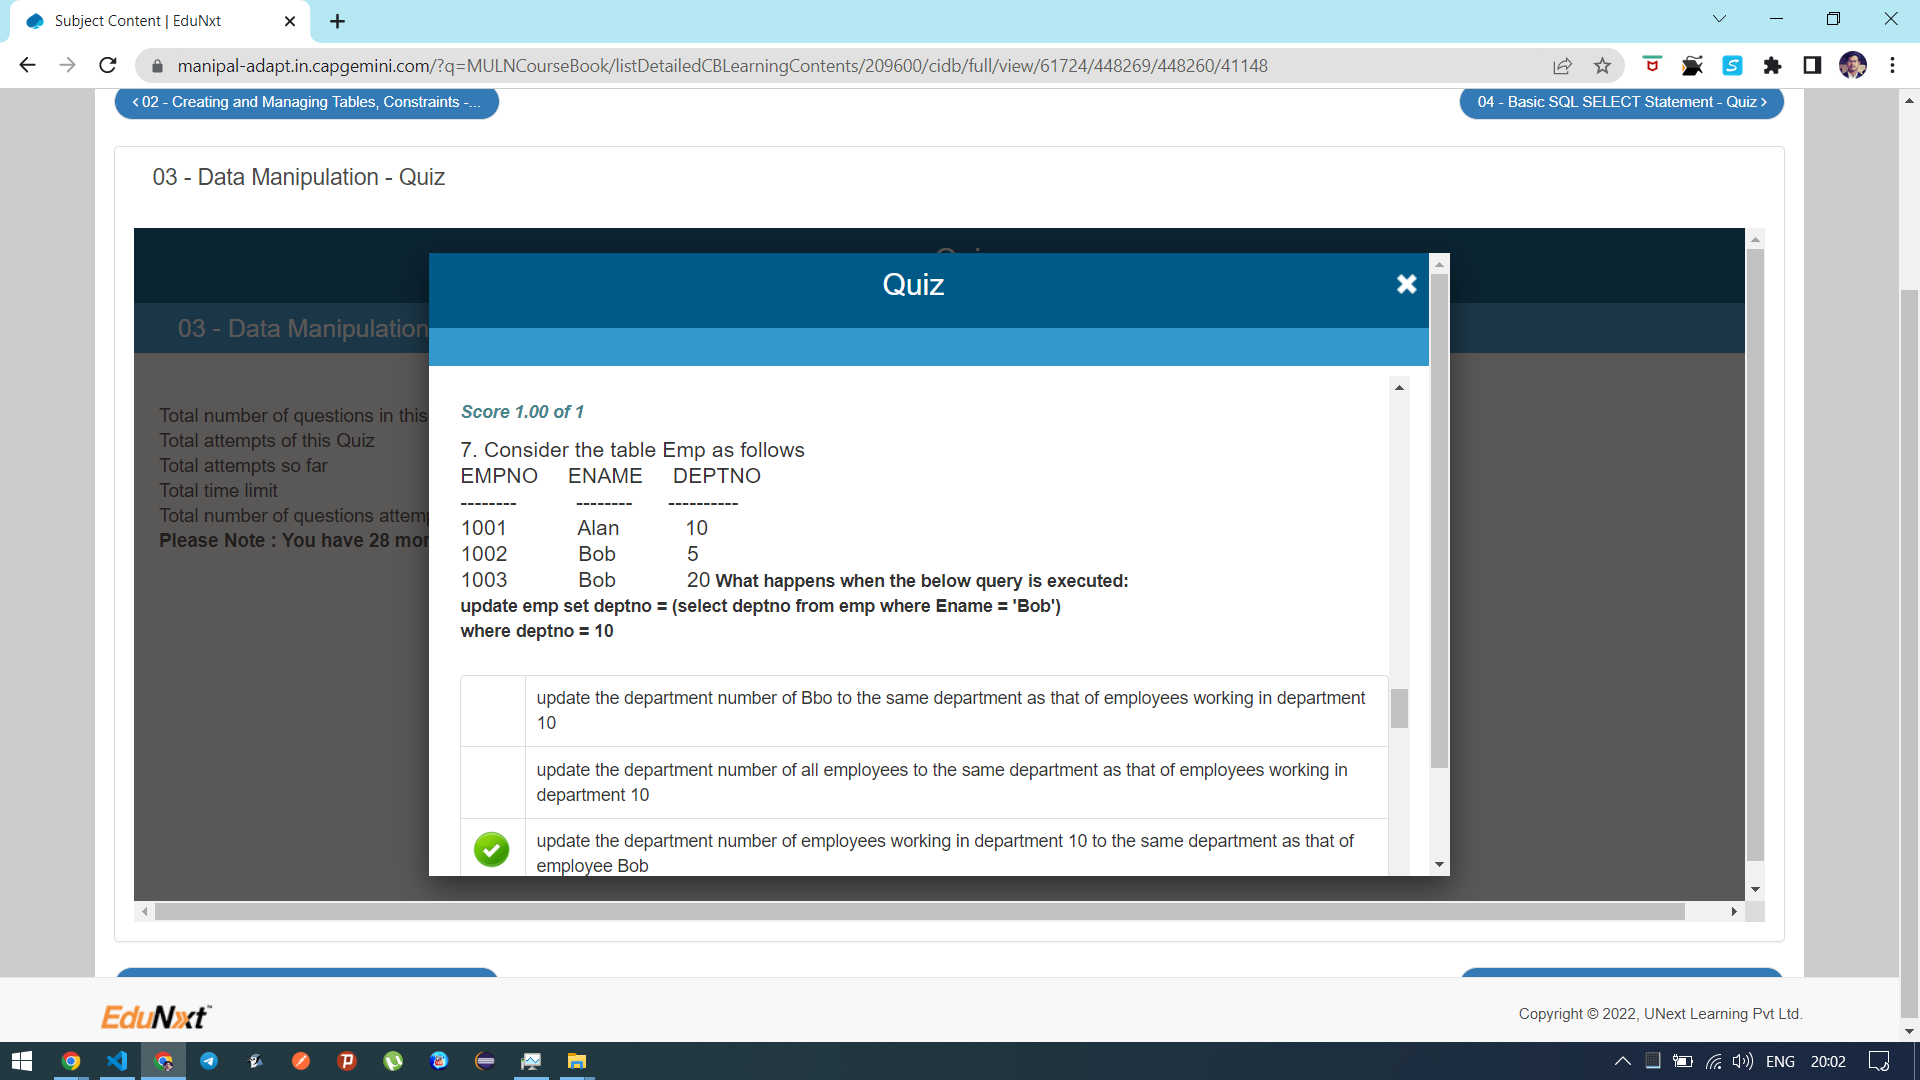 Subject Content | EduNxt
manipal-adapt.in.capgemini.com/?q=MULNCourseBook/listDetailedCBLearningContents/209600/cidb/full/view/61724/448269/448260/41148
< 02 - Creating and Managing Tables, Constraints -...
04 - Basic SQL SELECT Statement - Quiz >
03 - Data Manipulation - Quiz
Quiz
03 - Data Manipulation
Total number of questions in this
Total attempts of this Quiz
Total attempts so far
Total time limit
Total number of questions attem
Please Note : You have 28 mor
Score 1.00 of 1
7. Consider the table Emp as follows
EMPNO ENAME DEPTNO
-------- -------- ----------
1001 Alan 10
1002 Bob 5
1003 Bob 20 What happens when the below query is executed:
update emp set deptno = (select deptno from emp where Ename = 'Bob')
where deptno = 10
update the department number of Bbo to the same department as that of employees working in department
10
update the department number of all employees to the same department as that of employees working in
department 10
update the department number of employees working in department 10 to the same department as that of
employee Bob
EduNxt
Copyright © 2022, UNext Learning Pvt Ltd.
ENG 20:02